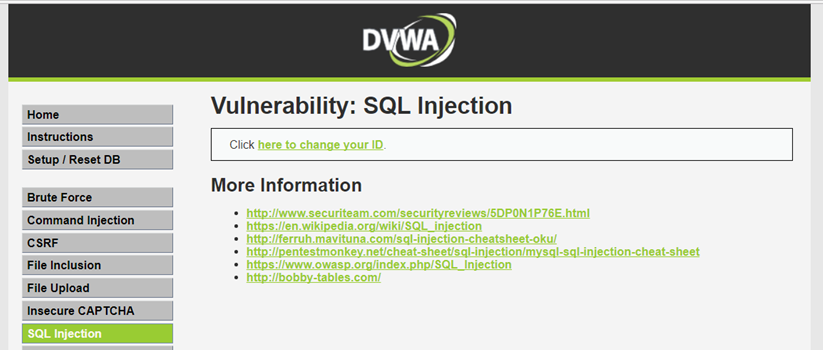 DVWA
Vulnerability: SQL Injection
Click here to change your ID.
More Information
http://www.securiteam.com/securityreviews/5DP0N1P76E.html
https://en.wikipedia.org/wiki/SQL_injection
http://ferruh.mavituna.com/sql-injection-cheatsheet-oku/
http://pentestmonkey.net/cheat-sheet/sql-injection/mysql-sql-injection-cheat-sheet
https://www.owasp.org/index.php/SQL_Injection
http://bobby-tables.com/
Home
Instructions
Setup / Reset DB
Brute Force
Command Injection
CSRF
File Inclusion
File Upload
Insecure CAPTCHA
SQL Injection